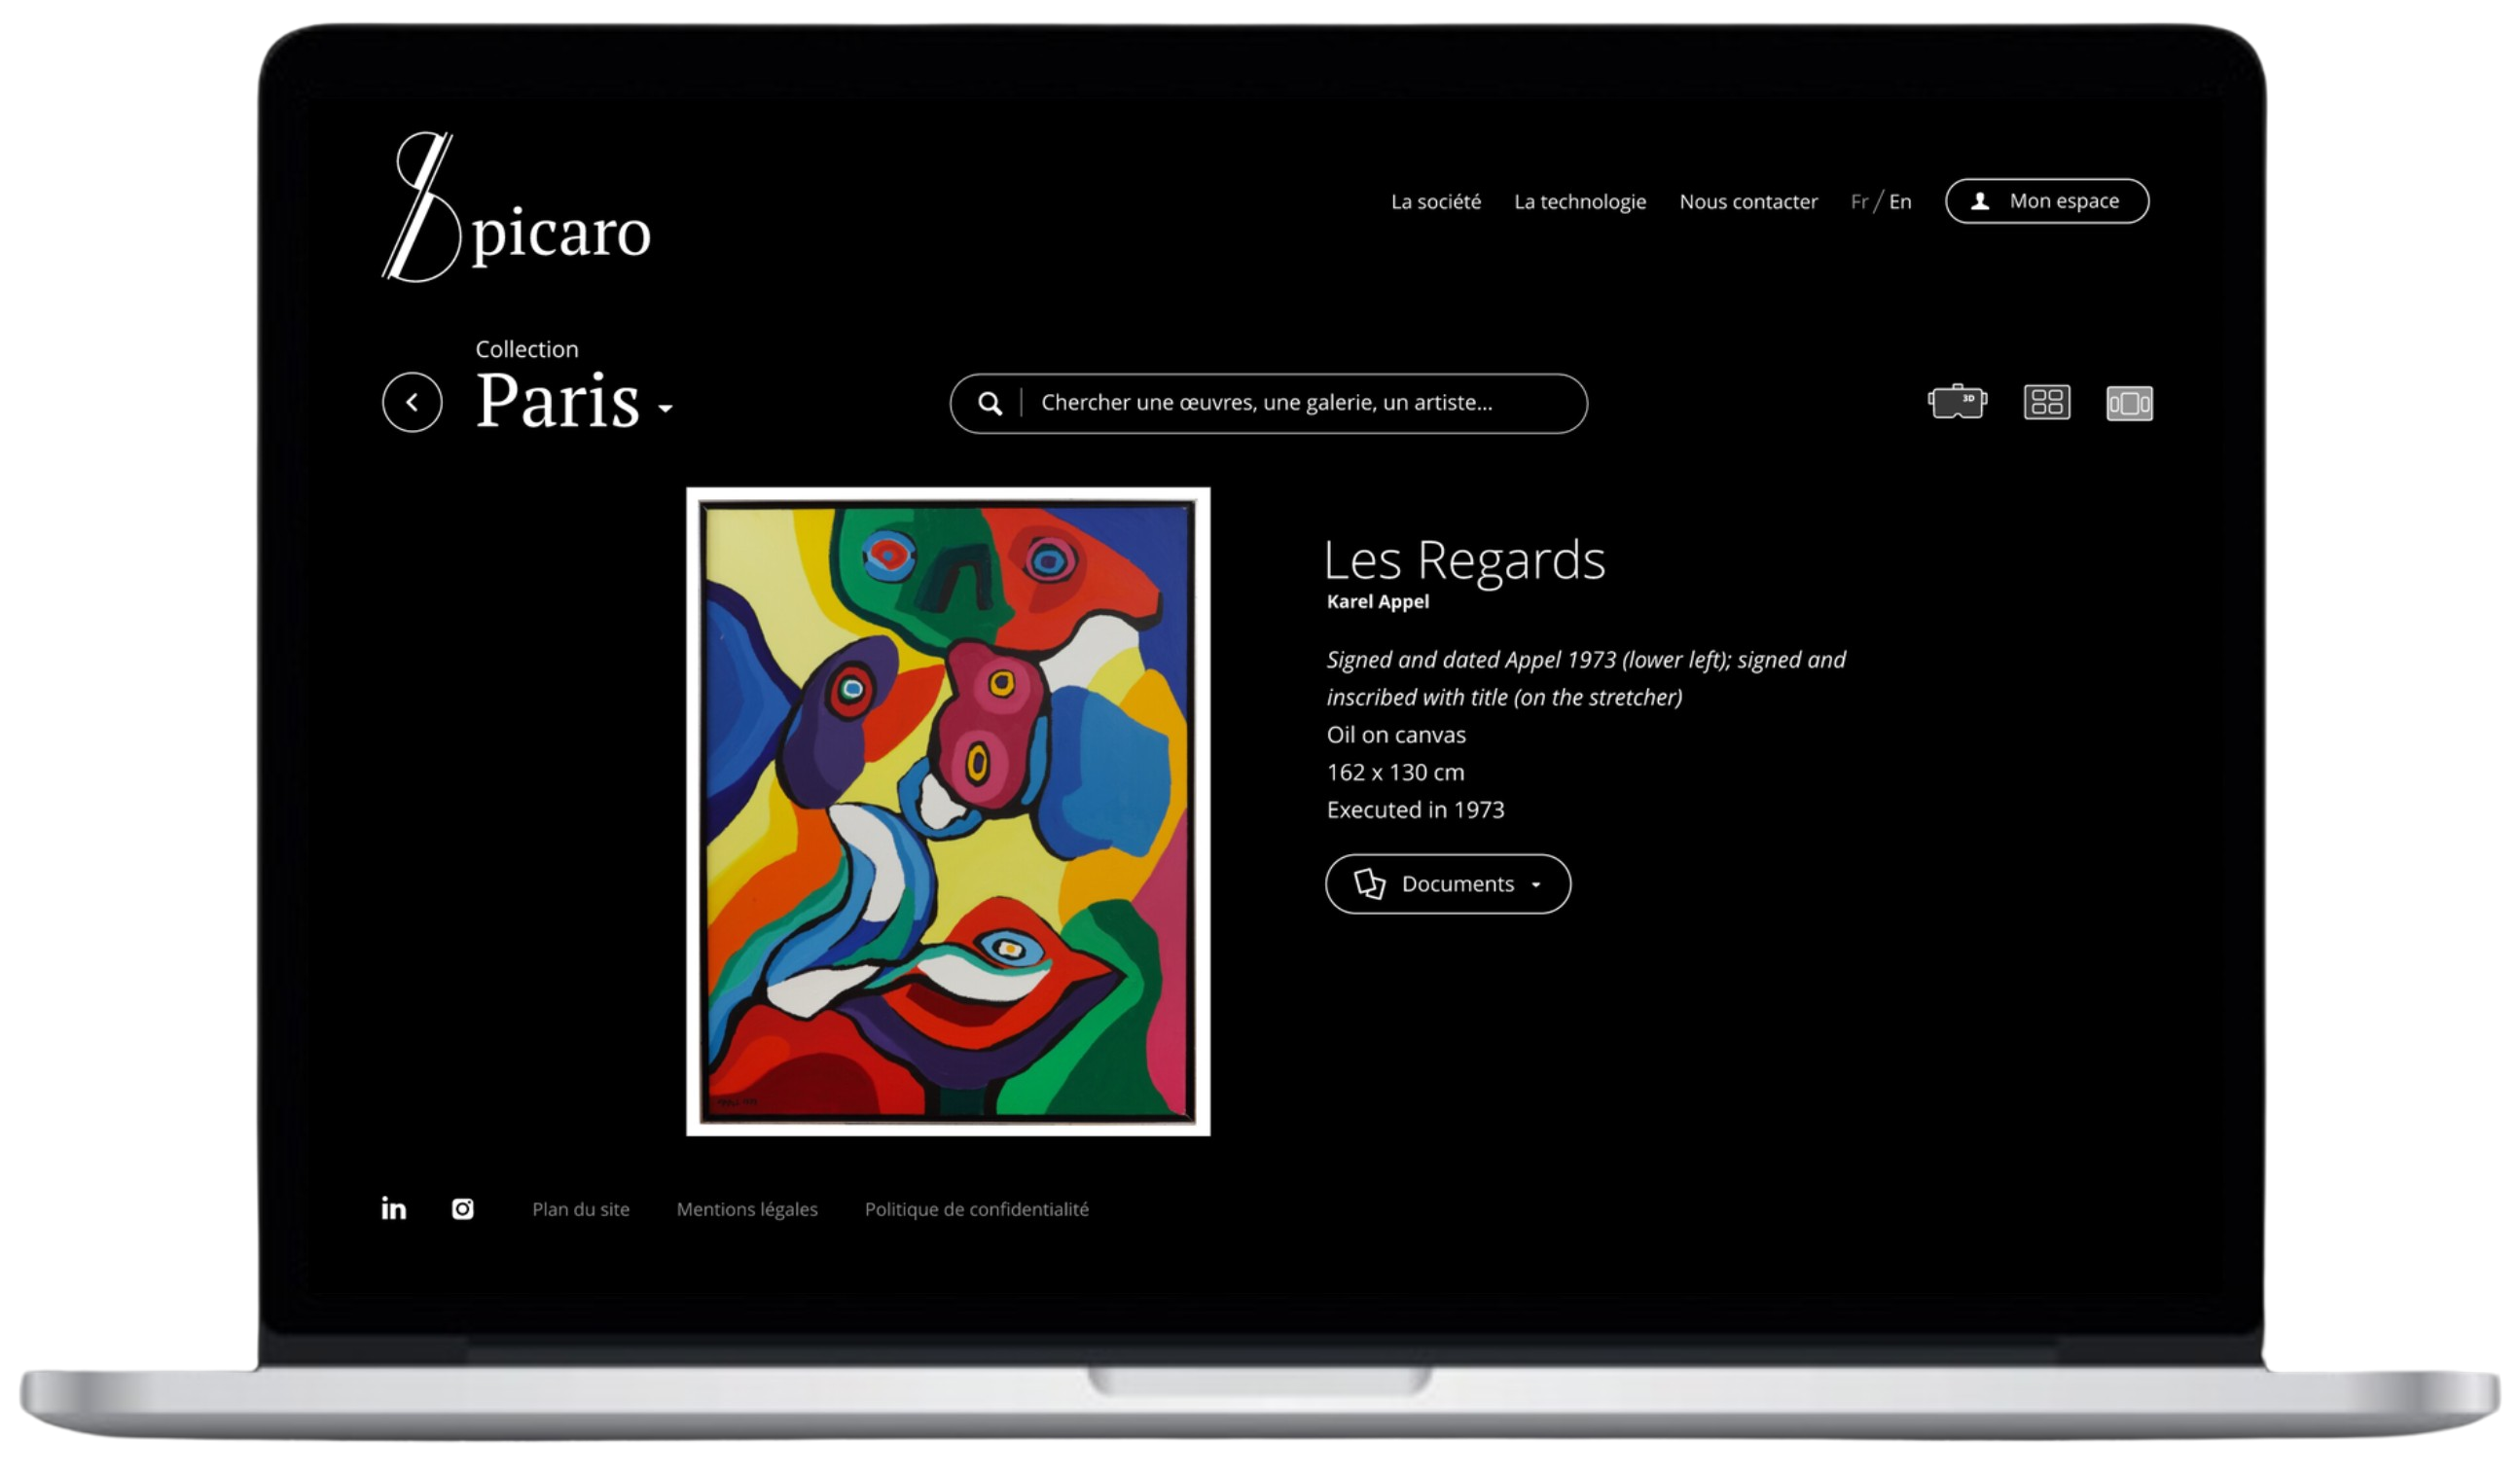 Spicaro
La société
La technologie
Nous contacter
Fr / En
Mon espace
Collection
Paris
Chercher une œuvres, une galerie, un artiste...
3D
Les Regards
Karel Appel
Signed and dated Appel 1973 (lower left); signed and
inscribed with title (on the stretcher)
Oil on canvas
162 x 130 cm
Executed in 1973
Documents
in
Plan du site
Mentions légales
Politique de confidentialité